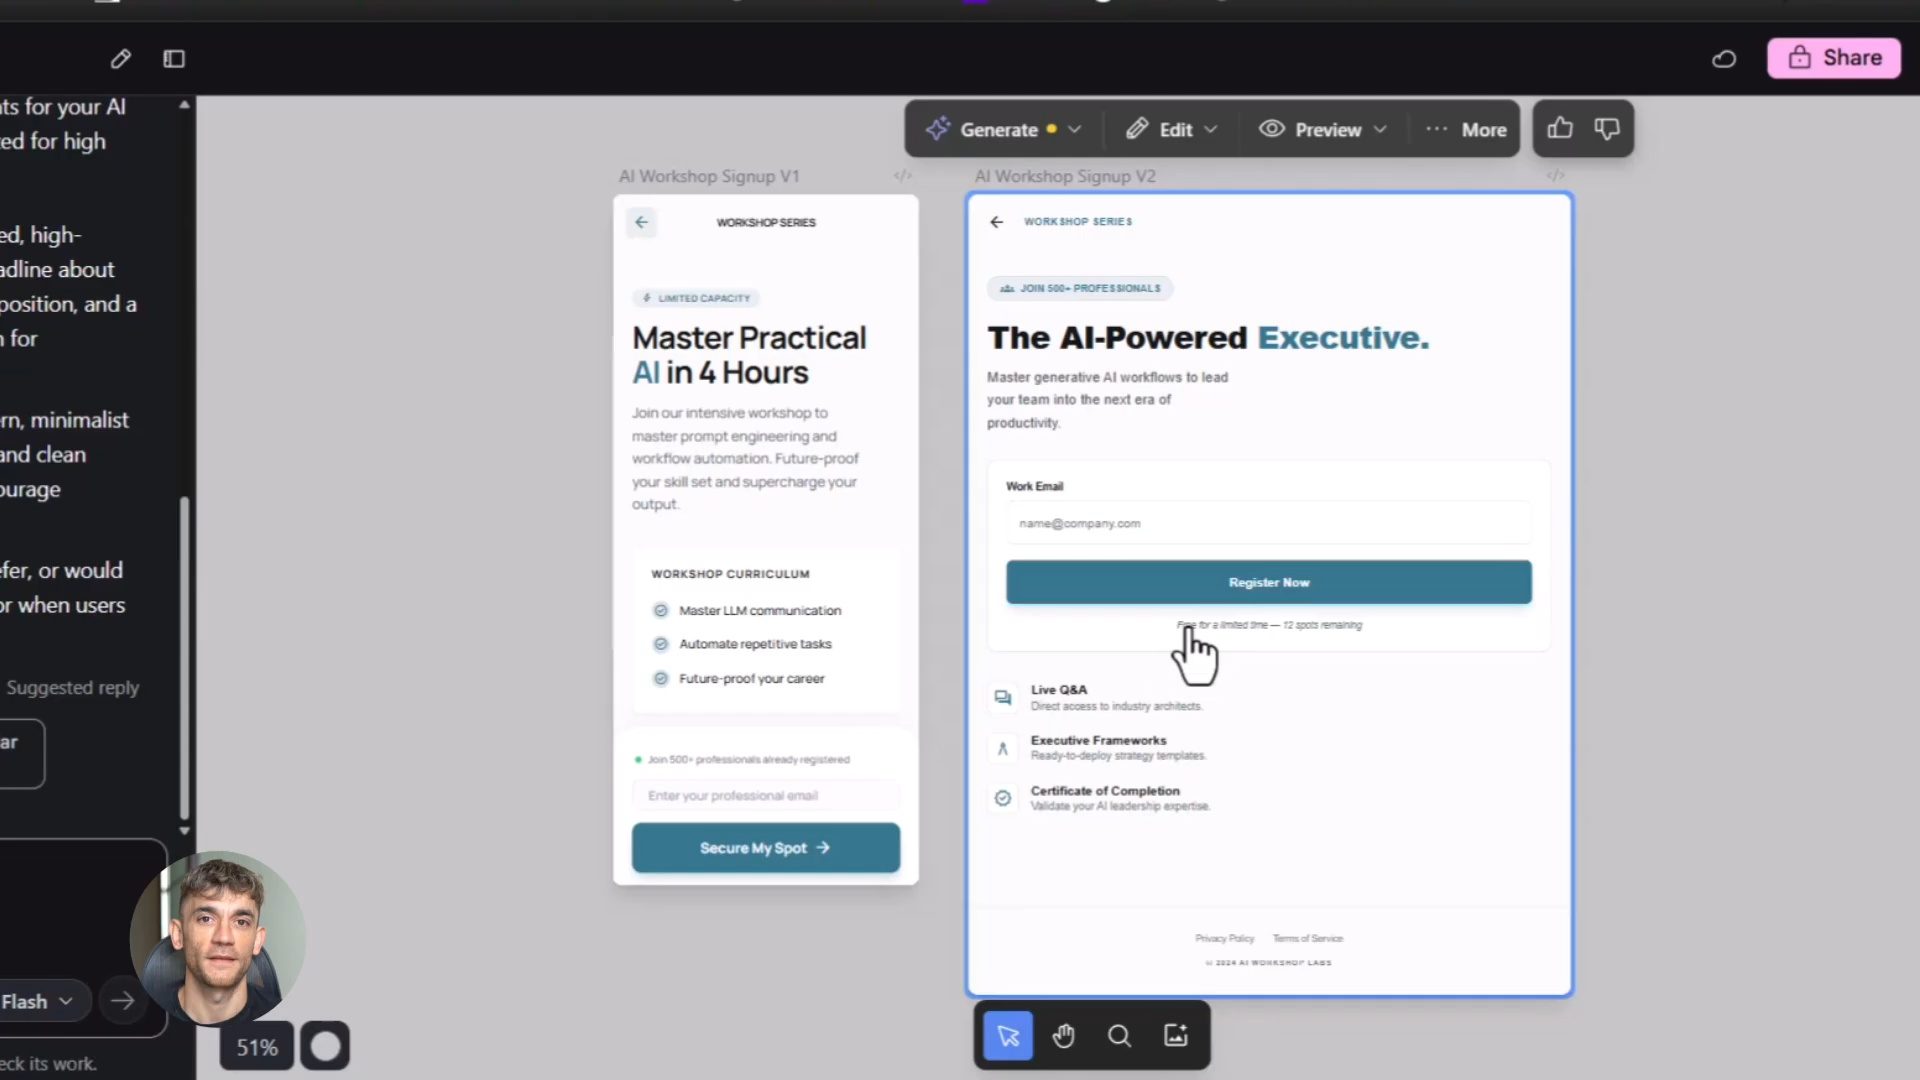 Share
ts for your AI
ed for high
ed, high-
adline about
position, and a
n for
rn, minimalist
and clean
ourage
efer, or would
or when users
Suggested reply
ar
Flash
eck its work.
51%
Generate
Edit
Preview
More
AI Workshop Signup V1
WORKSHOP SERIES
LIMITED CAPACITY
Master Practical
AI in 4 Hours
Join our intensive workshop to
master prompt engineering and
workflow automation. Future-proof
your skill set and supercharge your
output.
WORKSHOP CURRICULUM
Master LLM communication
Automate repetitive tasks
Future-proof your career
Join 500+ professionals already registered
Enter your professional email
Secure My Spot →
AI Workshop Signup V2
WORKSHOP SERIES
JOIN 500+ PROFESSIONALS
The AI-Powered Executive.
Master generative AI workflows to lead
your team into the next era of
productivity.
Work Email
name@company.com
Register Now
Free for a limited time — 12 spots remaining
Live Q&A
Direct access to industry architects.
Executive Frameworks
Ready-to-deploy strategy templates.
Certificate of Completion
Validate your AI leadership expertise.
Privacy Policy Terms of Service
© 2024 AI WORKSHOP LABS